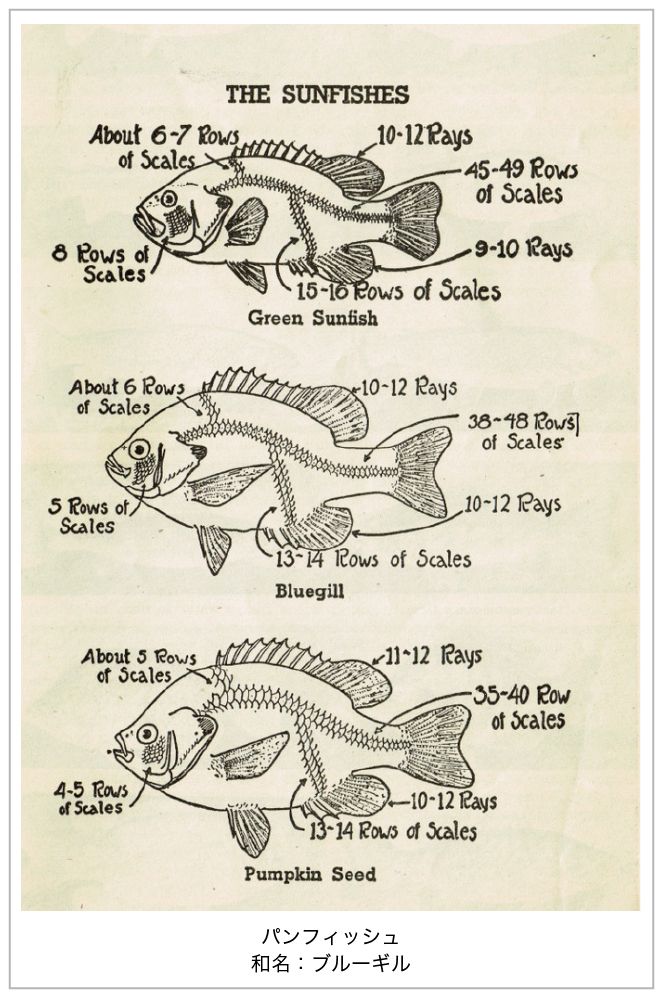 THE SUNFISHES
About 6-7 Rows
of Scales
10-12 Rays
45-49 Rows
of Scales
8 Rows of
Scales
9-10 Rays
15-16 Rows of Scales
Green Sunfish
About 6 Rows
of Scales
10-12 Rays
38-48 Rows
of Scales
5 Rows of
Scales
10-12 Rays
13-14 Rows of Scales
Bluegill
About 5 Rows
of Scales
11-12 Rays
35-40 Row
of Scales
4-5 Rows
of Scales
10-12 Rays
13-14 Rows of Scales
Pumpkin Seed
パンフィッシュ
和名：ブルーギル